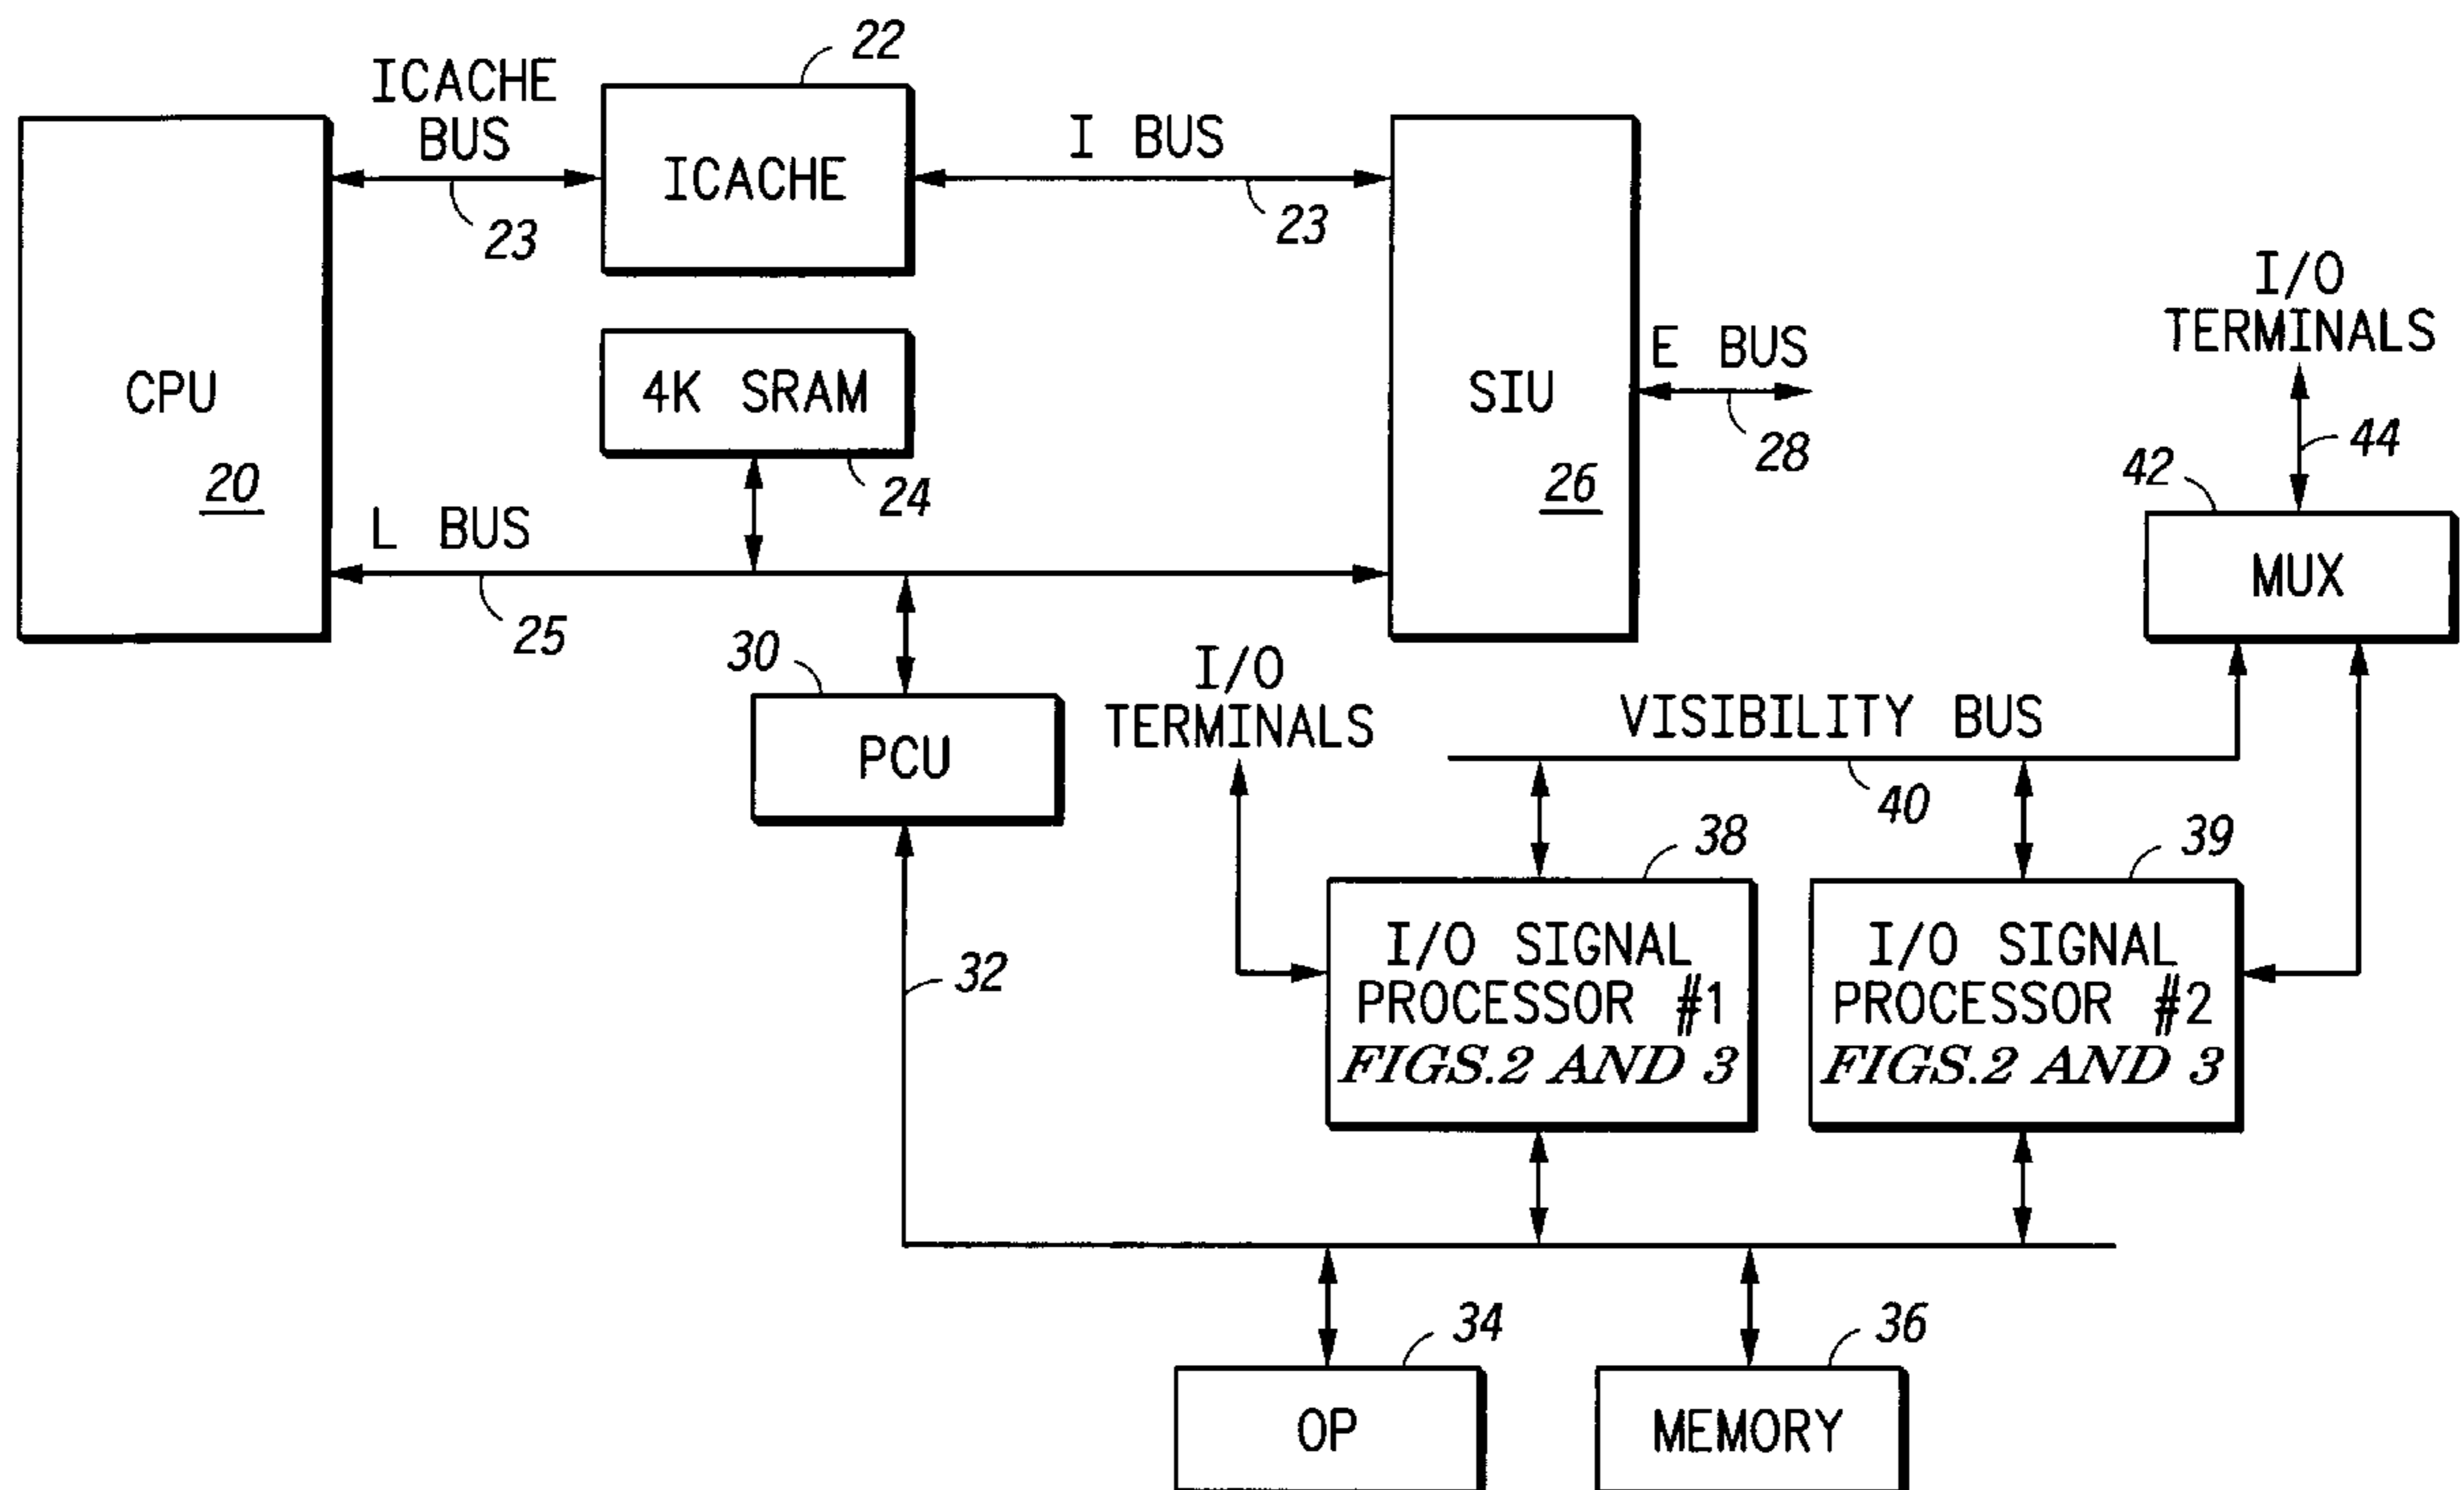 22
ICACHE
BUS
ICACHE
I BUS
23
23
I/O
TERMINALS
CPU
20
4K SRAM
24
SIU
26
E BUS
28
44
42
MUX
L BUS
25
30
PCU
I/O
TERMINALS
VISIBILITY BUS
40
38
39
32
I/O SIGNAL
PROCESSOR #1
FIGS.2 AND 3
I/O SIGNAL
PROCESSOR #2
FIGS.2 AND 3
34
OP
36
MEMORY